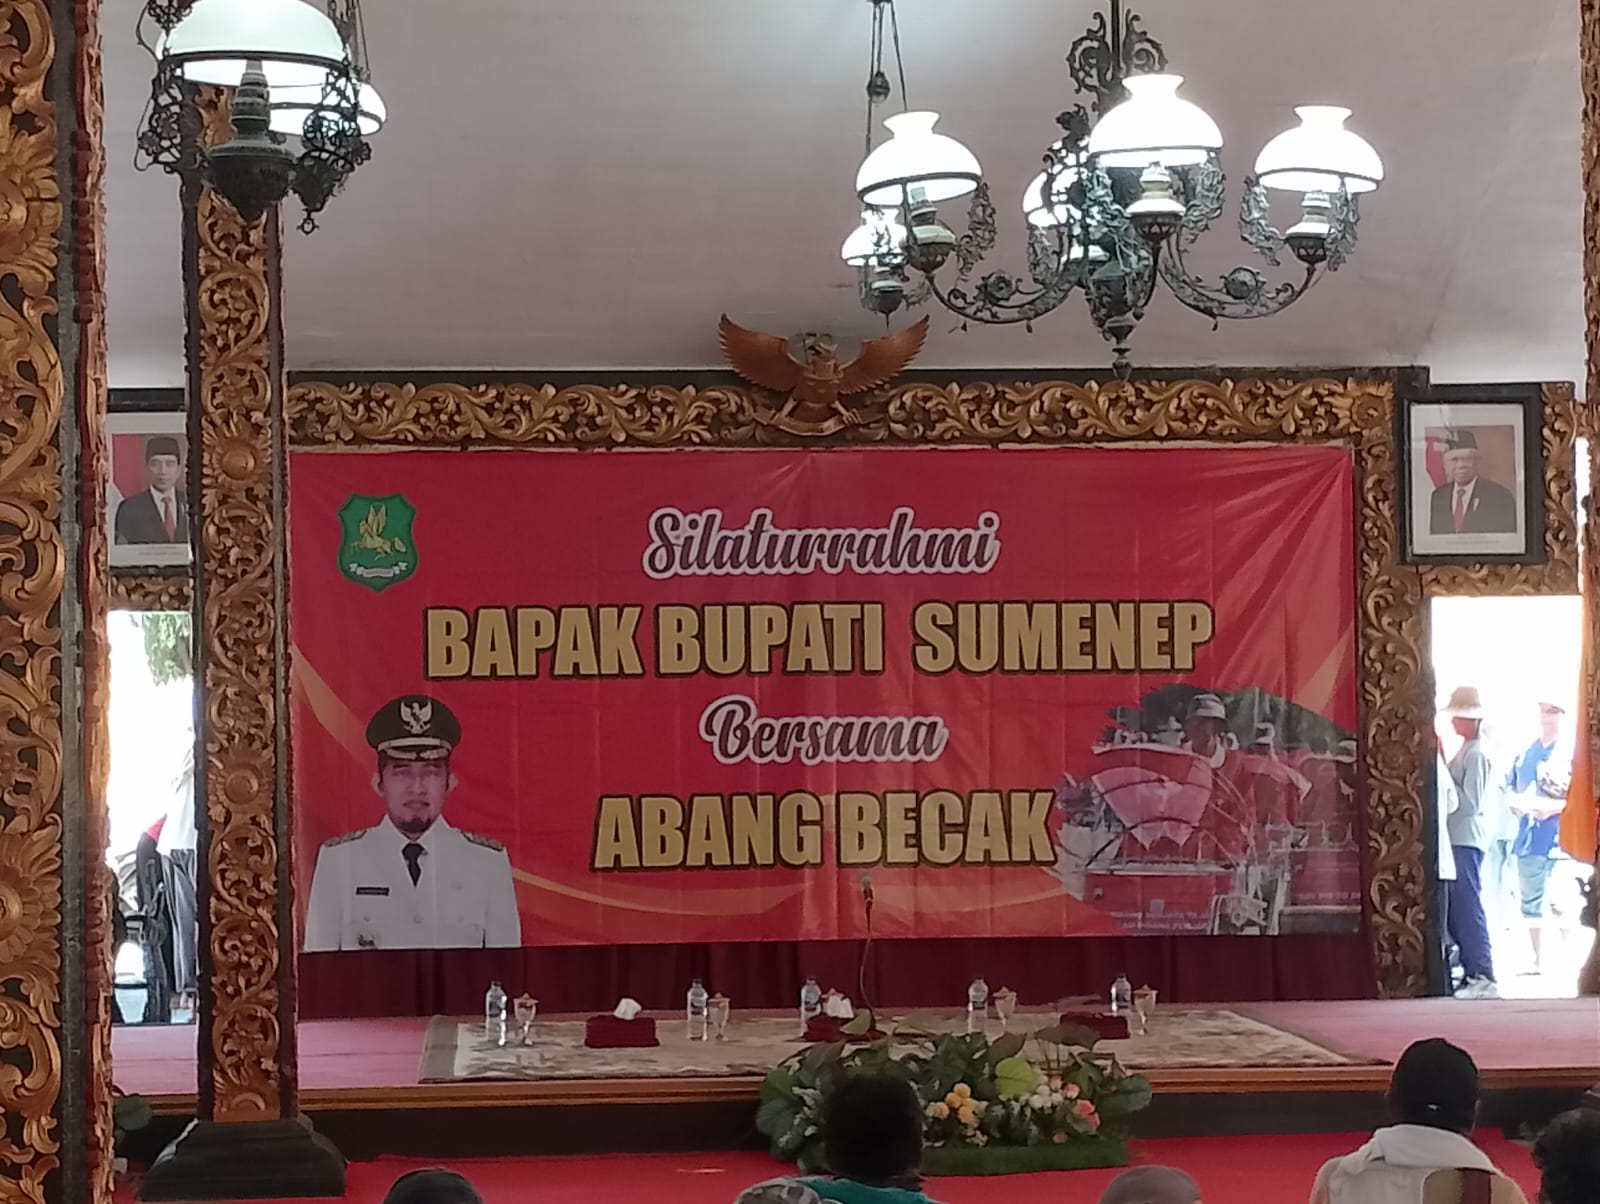 Silaturrahmi
BAPAK BUPATI SUMENEP
Bersama
ABANG BECAK